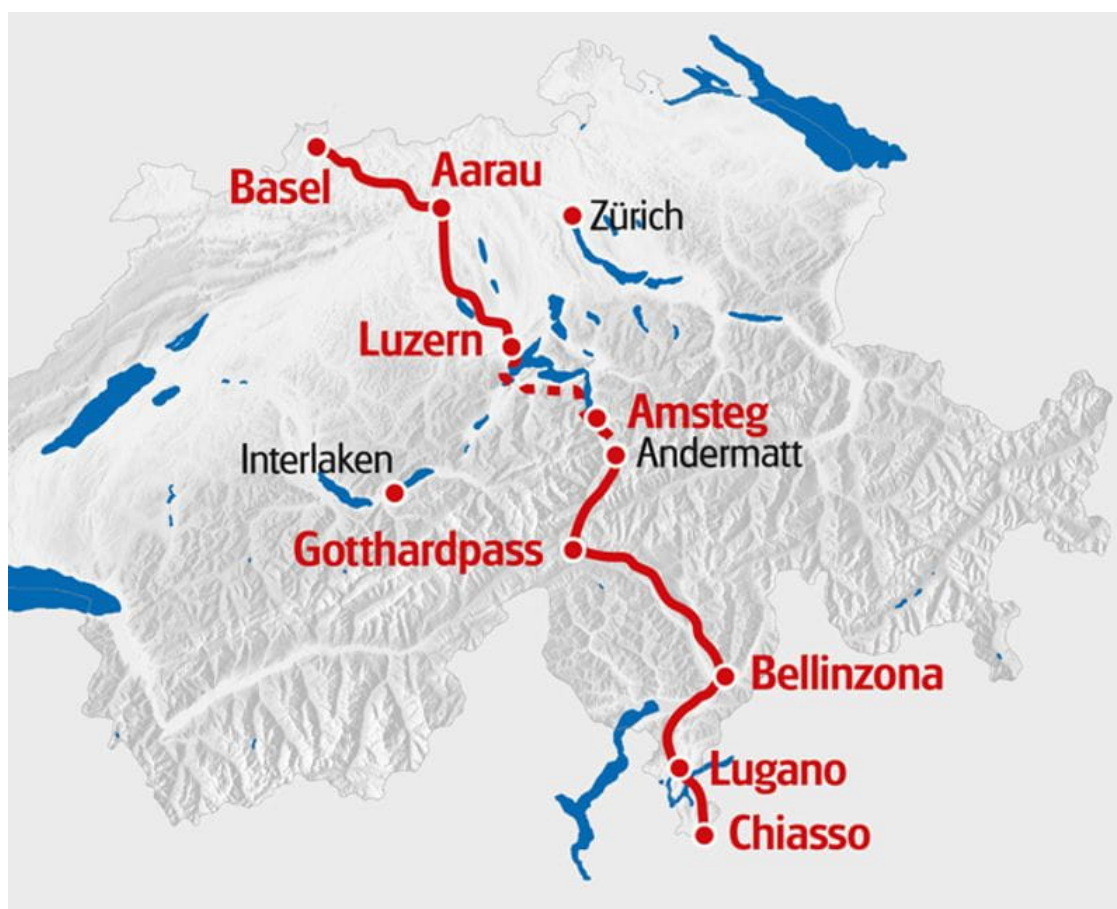 Basel
Aarau
Zürich
Luzern
Amsteg
Andermatt
Interlaken
Gotthardpass
Bellinzona
Lugano
Chiasso